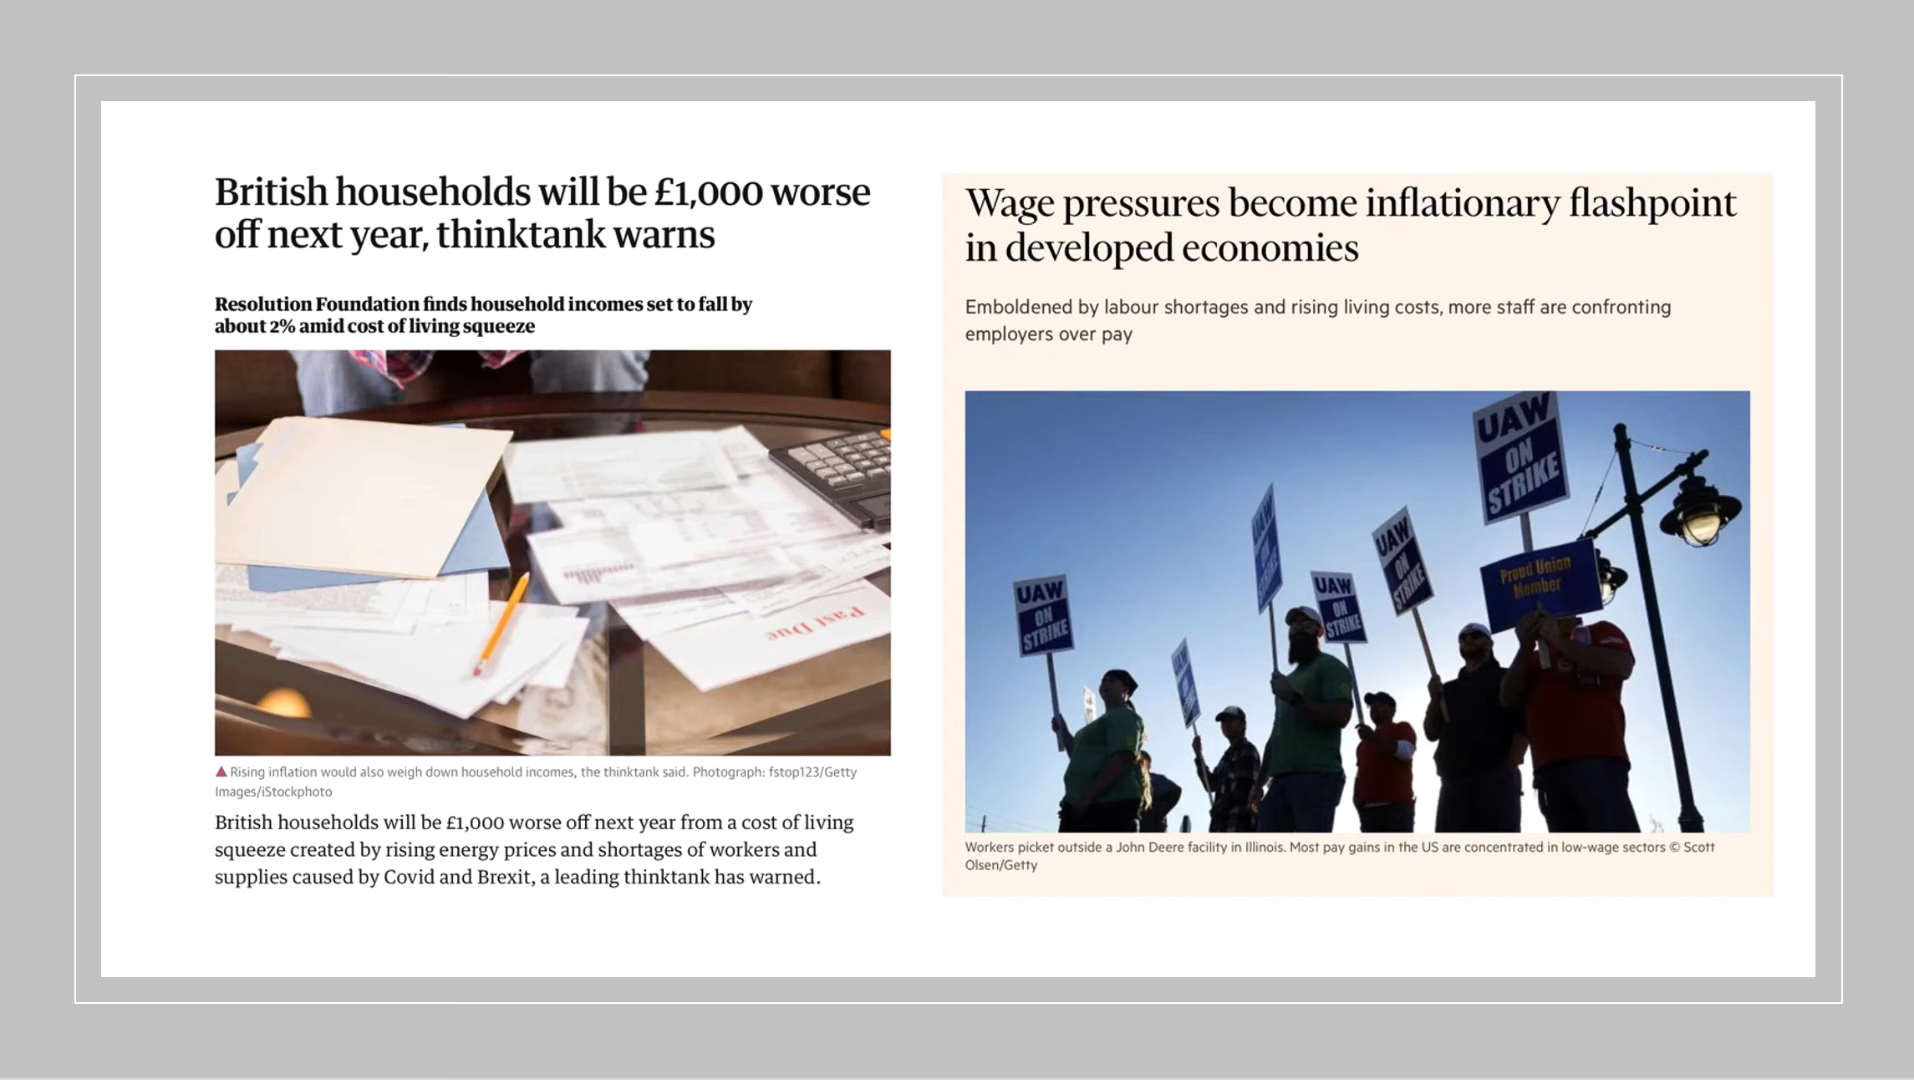 British households will be £1,000 worse
off next year, thinktank warns
Resolution Foundation finds household incomes set to fall by
about 2% amid cost of living squeeze
Past Due
▲ Rising inflation would also weigh down household incomes, the thinktank said. Photograph: fstop123/Getty
Images/iStockphoto
British households will be £1,000 worse off next year from a cost of living
squeeze created by rising energy prices and shortages of workers and
supplies caused by Covid and Brexit, a leading thinktank has warned.
Wage pressures become inflationary flashpoint
in developed economies
Emboldened by labour shortages and rising living costs, more staff are confronting
employers over pay
UAW
ON
STRIKE
UAW
ON
STRIKE
UAW
ON
STRIKE
UAW
ON
STRIKE
Proud Union
Member
Workers picket outside a John Deere facility in Illinois. Most pay gains in the US are concentrated in low-wage sectors © Scott
Olsen/Getty